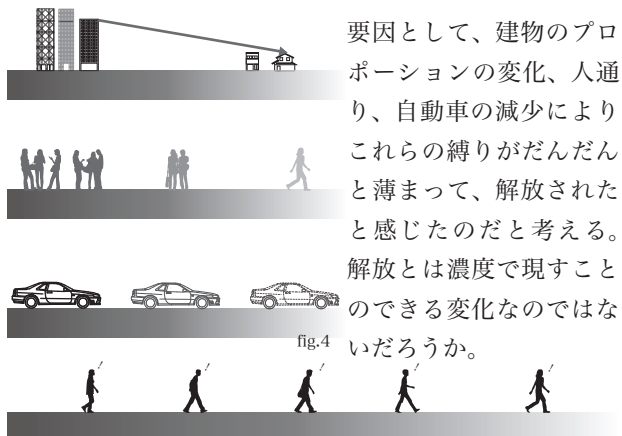 要因として、建物のプロ
ポーションの変化、人通
り、自動車の減少により
これらの縛りがだんだん
と薄まって、解放された
と感じたのだと考える。
解放とは濃度で現すこと
のできる変化なのではな
いだろうか。
fig.4
! ! ! ! !